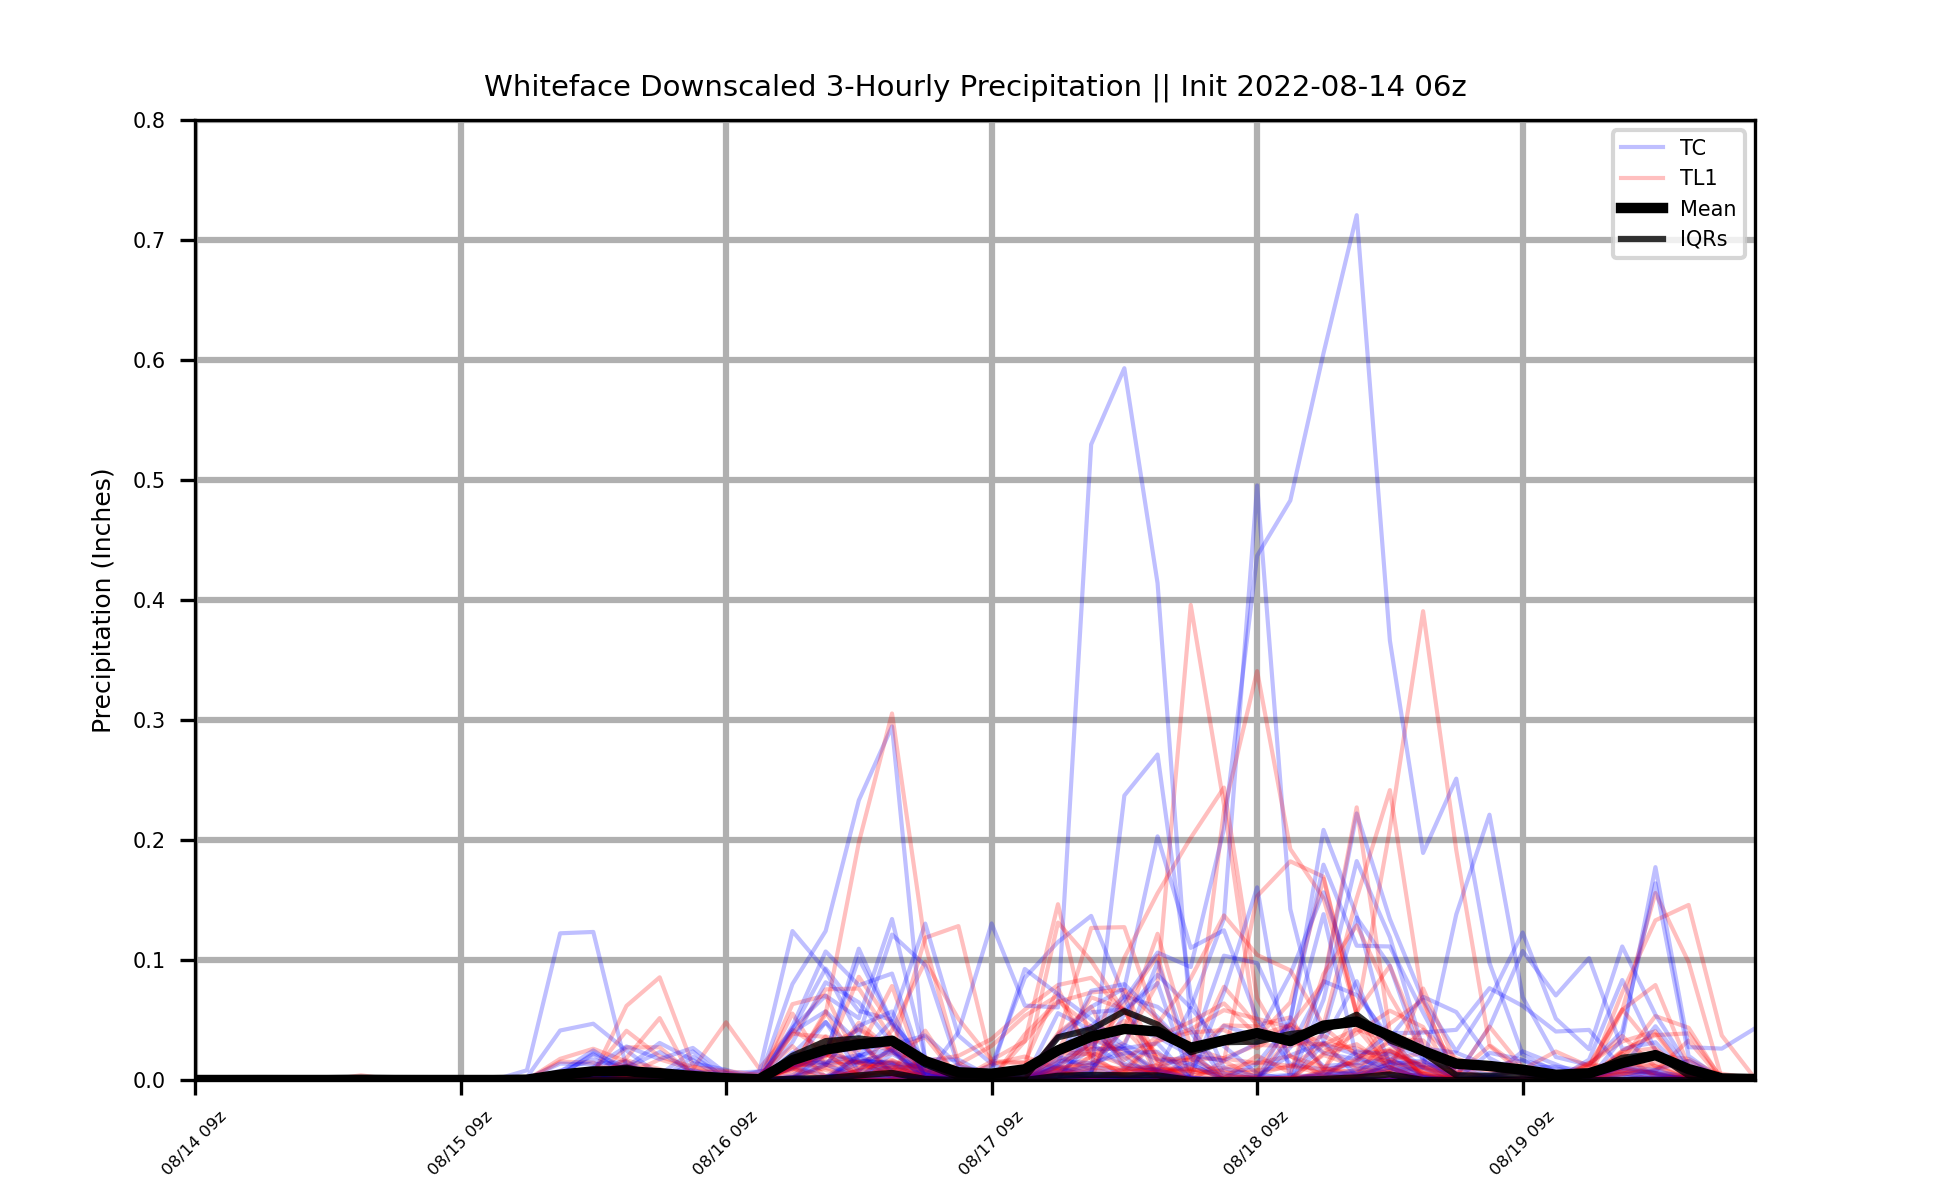 Whiteface Downscaled 3-Hourly Precipitation || Init 2022-08-14 06z
TC
TL1
Mean
IQRs
Precipitation (Inches)
0.8
0.7
0.6
0.5
0.4
0.3
0.2
0.1
0.0
08/14 09z
08/15 09z
08/16 09z
08/17 09z
08/18 09z
08/19 09z